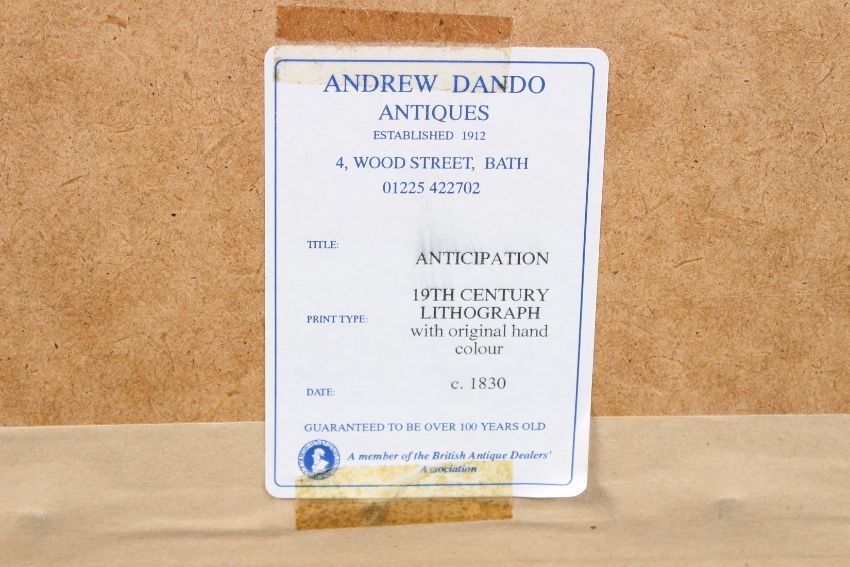 ANDREW DANDO
ANTIQUES
ESTABLISHED 1912
4, WOOD STREET, BATH
01225 422702
TITLE:
ANTICIPATION
PRINT TYPE:
19TH CENTURY
LITHOGRAPH
with original hand
colour
DATE:
c. 1830
GUARANTEED TO BE OVER 100 YEARS OLD
A member of the British Antique Dealers'
Association